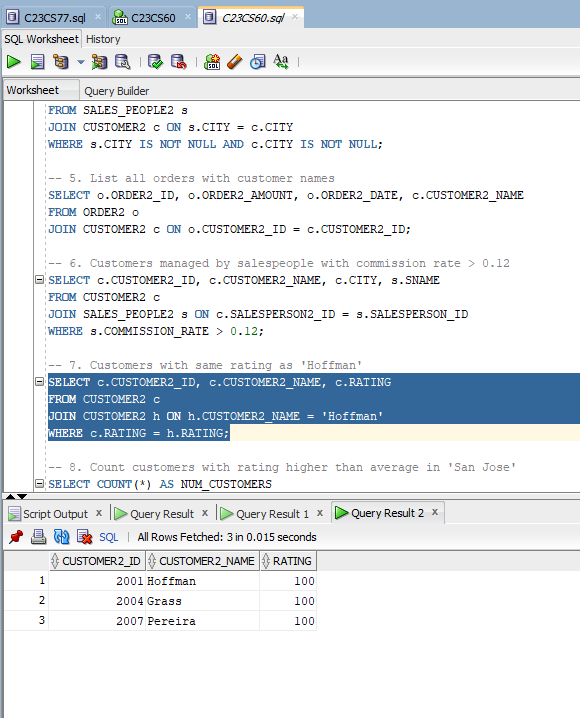 C23CS77.sql × C23CS60 × C23CS60.sql ×
SQL Worksheet History
Aa
Worksheet Query Builder
FROM SALES_PEOPLE2 s
JOIN CUSTOMER2 c ON s.CITY = c.CITY
WHERE s.CITY IS NOT NULL AND c.CITY IS NOT NULL;
-- 5. List all orders with customer names
SELECT o.ORDER2_ID, o.ORDER2_AMOUNT, o.ORDER2_DATE, c.CUSTOMER2_NAME
FROM ORDER2 o
JOIN CUSTOMER2 c ON o.CUSTOMER2_ID = c.CUSTOMER2_ID;
-- 6. Customers managed by salespeople with commission rate > 0.12
SELECT c.CUSTOMER2_ID, c.CUSTOMER2_NAME, c.CITY, s.SNAME
FROM CUSTOMER2 c
JOIN SALES_PEOPLE2 s ON c.SALESPERSON2_ID = s.SALESPERSON_ID
WHERE s.COMMISSION_RATE > 0.12;
-- 7. Customers with same rating as 'Hoffman'
SELECT c.CUSTOMER2_ID, c.CUSTOMER2_NAME, c.RATING
FROM CUSTOMER2 c
JOIN CUSTOMER2 h ON h.CUSTOMER2_NAME = 'Hoffman'
WHERE c.RATING = h.RATING;
-- 8. Count customers with rating higher than average in 'San Jose'
SELECT COUNT(*) AS NUM_CUSTOMERS
Script Output × Query Result × Query Result 1 × Query Result 2 ×
SQL | All Rows Fetched: 3 in 0.015 seconds
CUSTOMER2_ID CUSTOMER2_NAME RATING
1 2001 Hoffman 100
2 2004 Grass 100
3 2007 Pereira 100